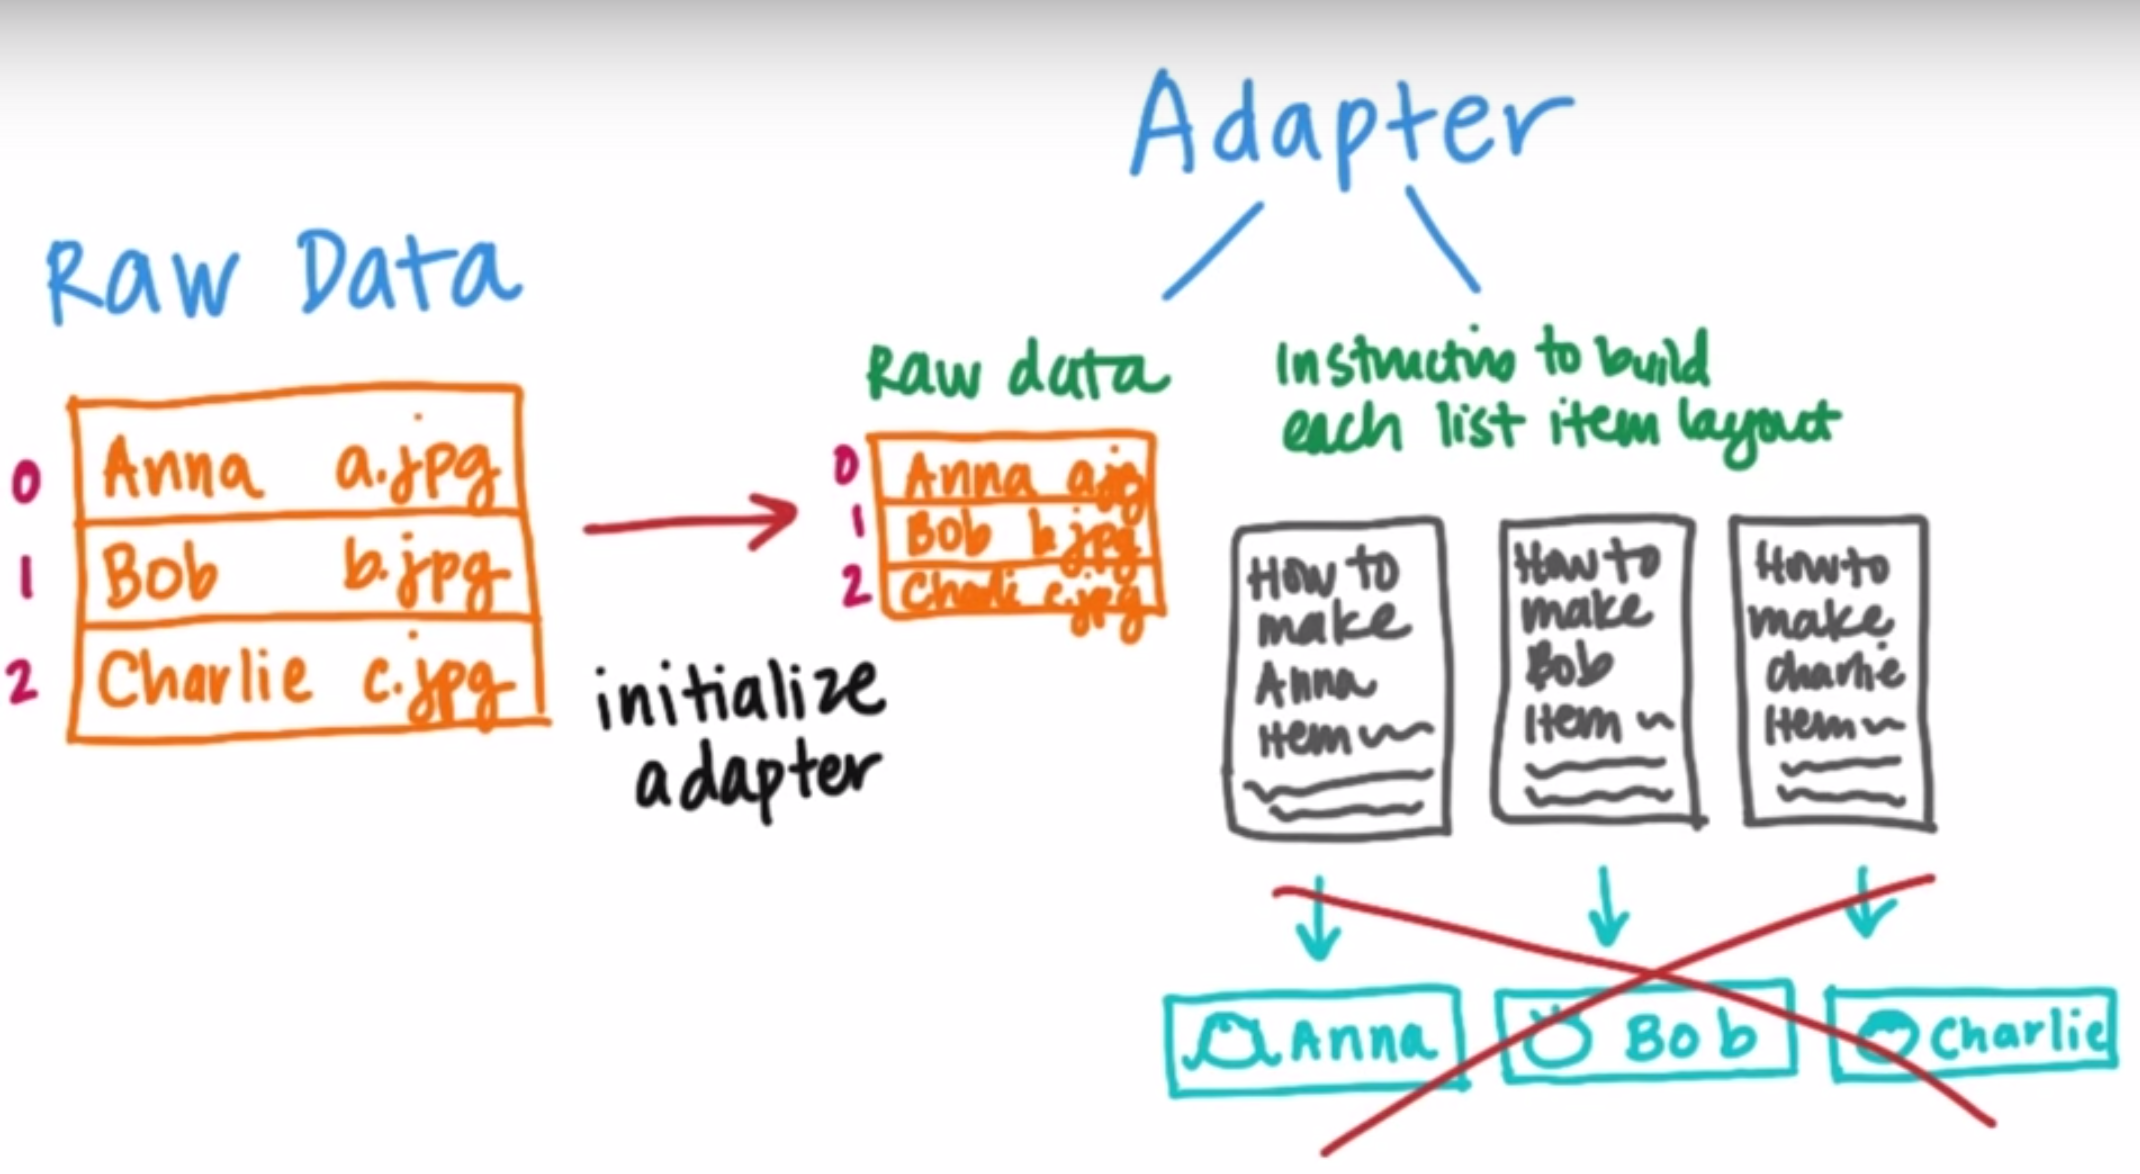 Adapter
Raw Data
0 Anna a.jpg
1 Bob b.jpg
2 Charlie c.jpg
initialize
adapter
Raw data
0 Anna a.jpg
1 Bob b.jpg
2 Charlie c.jpg
Instructins to build
each list item layout
How to
make
Anna
item
How to
make
Bob
item
How to
make
charlie
item
Anna
Bob
Charlie